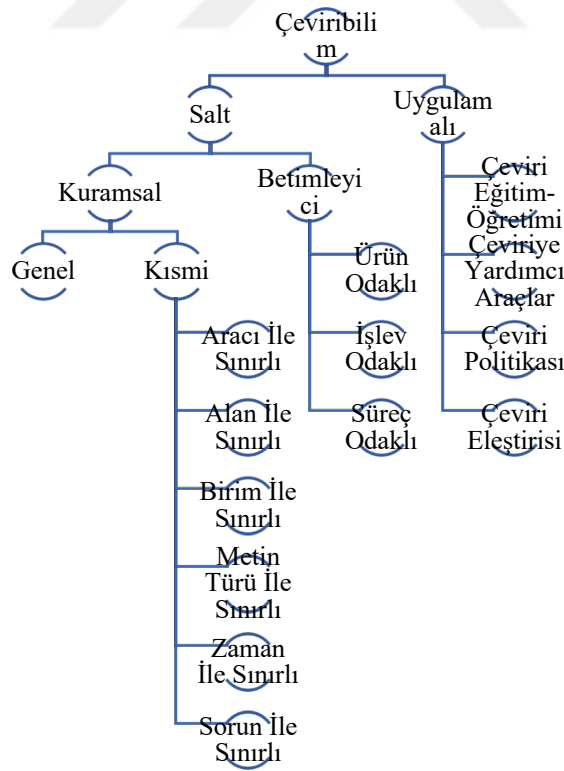 Çeviribili
m
Salt
Uygulam
alı
Kuramsal
Betimleyi
ci
Genel
Kısmi
Aracı İle
Sınırlı
Alan İle
Sınırlı
Birim İle
Sınırlı
Metin
Türü İle
Sınırlı
Zaman
İle Sınırlı
Sorun İle
Sınırlı
Ürün
Odaklı
İşlev
Odaklı
Süreç
Odaklı
Çeviri
Eğitim-
Öğretimi
Çeviriye
Yardımcı
Araçlar
Çeviri
Politikası
Çeviri
Eleştirisi